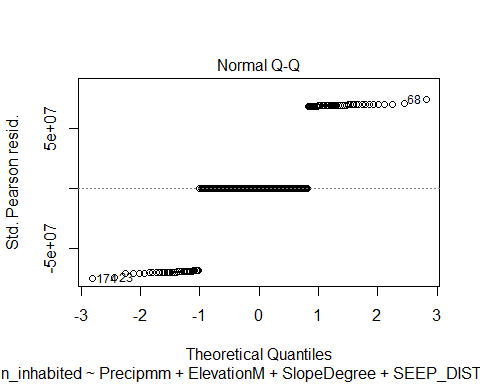 Normal Q-Q
Std. Pearson resid.
5e+07
-5e+07
68
174
23
-3 -2 -1 0 1 2 3
Theoretical Quantiles
n_inhabited ~ Precipmm + ElevationM + SlopeDegree + SEEP_DIST